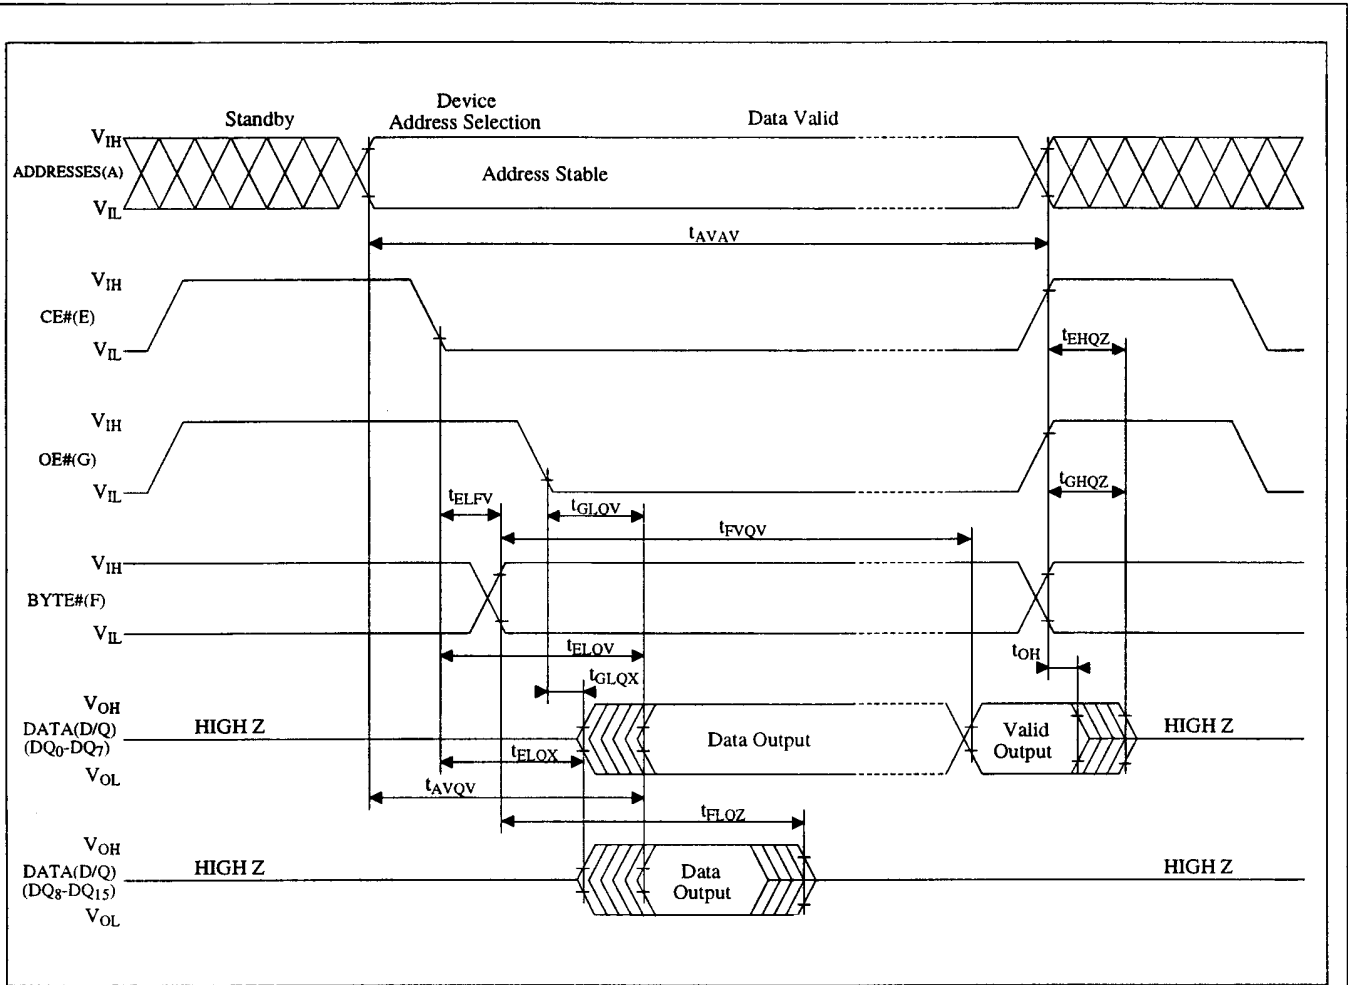 Standby
Device
Address Selection
Data Valid
VIH
ADDRESSES(A)
Address Stable
VIL
tAVAV
VIH
CE#(E)
VIL
tEHQZ
VIH
OE#(G)
VIL
tGHQZ
tELFV
tGLQV
tFVQV
VIH
BYTE#(F)
VIL
tELQV
tOH
tGLQX
VOH
DATA(D/Q)
(DQ0-DQ7)
VOL
HIGH Z
Data Output
Valid
Output
HIGH Z
tELQX
tAVQV
tFLQZ
VOH
DATA(D/Q)
(DQ8-DQ15)
VOL
HIGH Z
Data
Output
HIGH Z